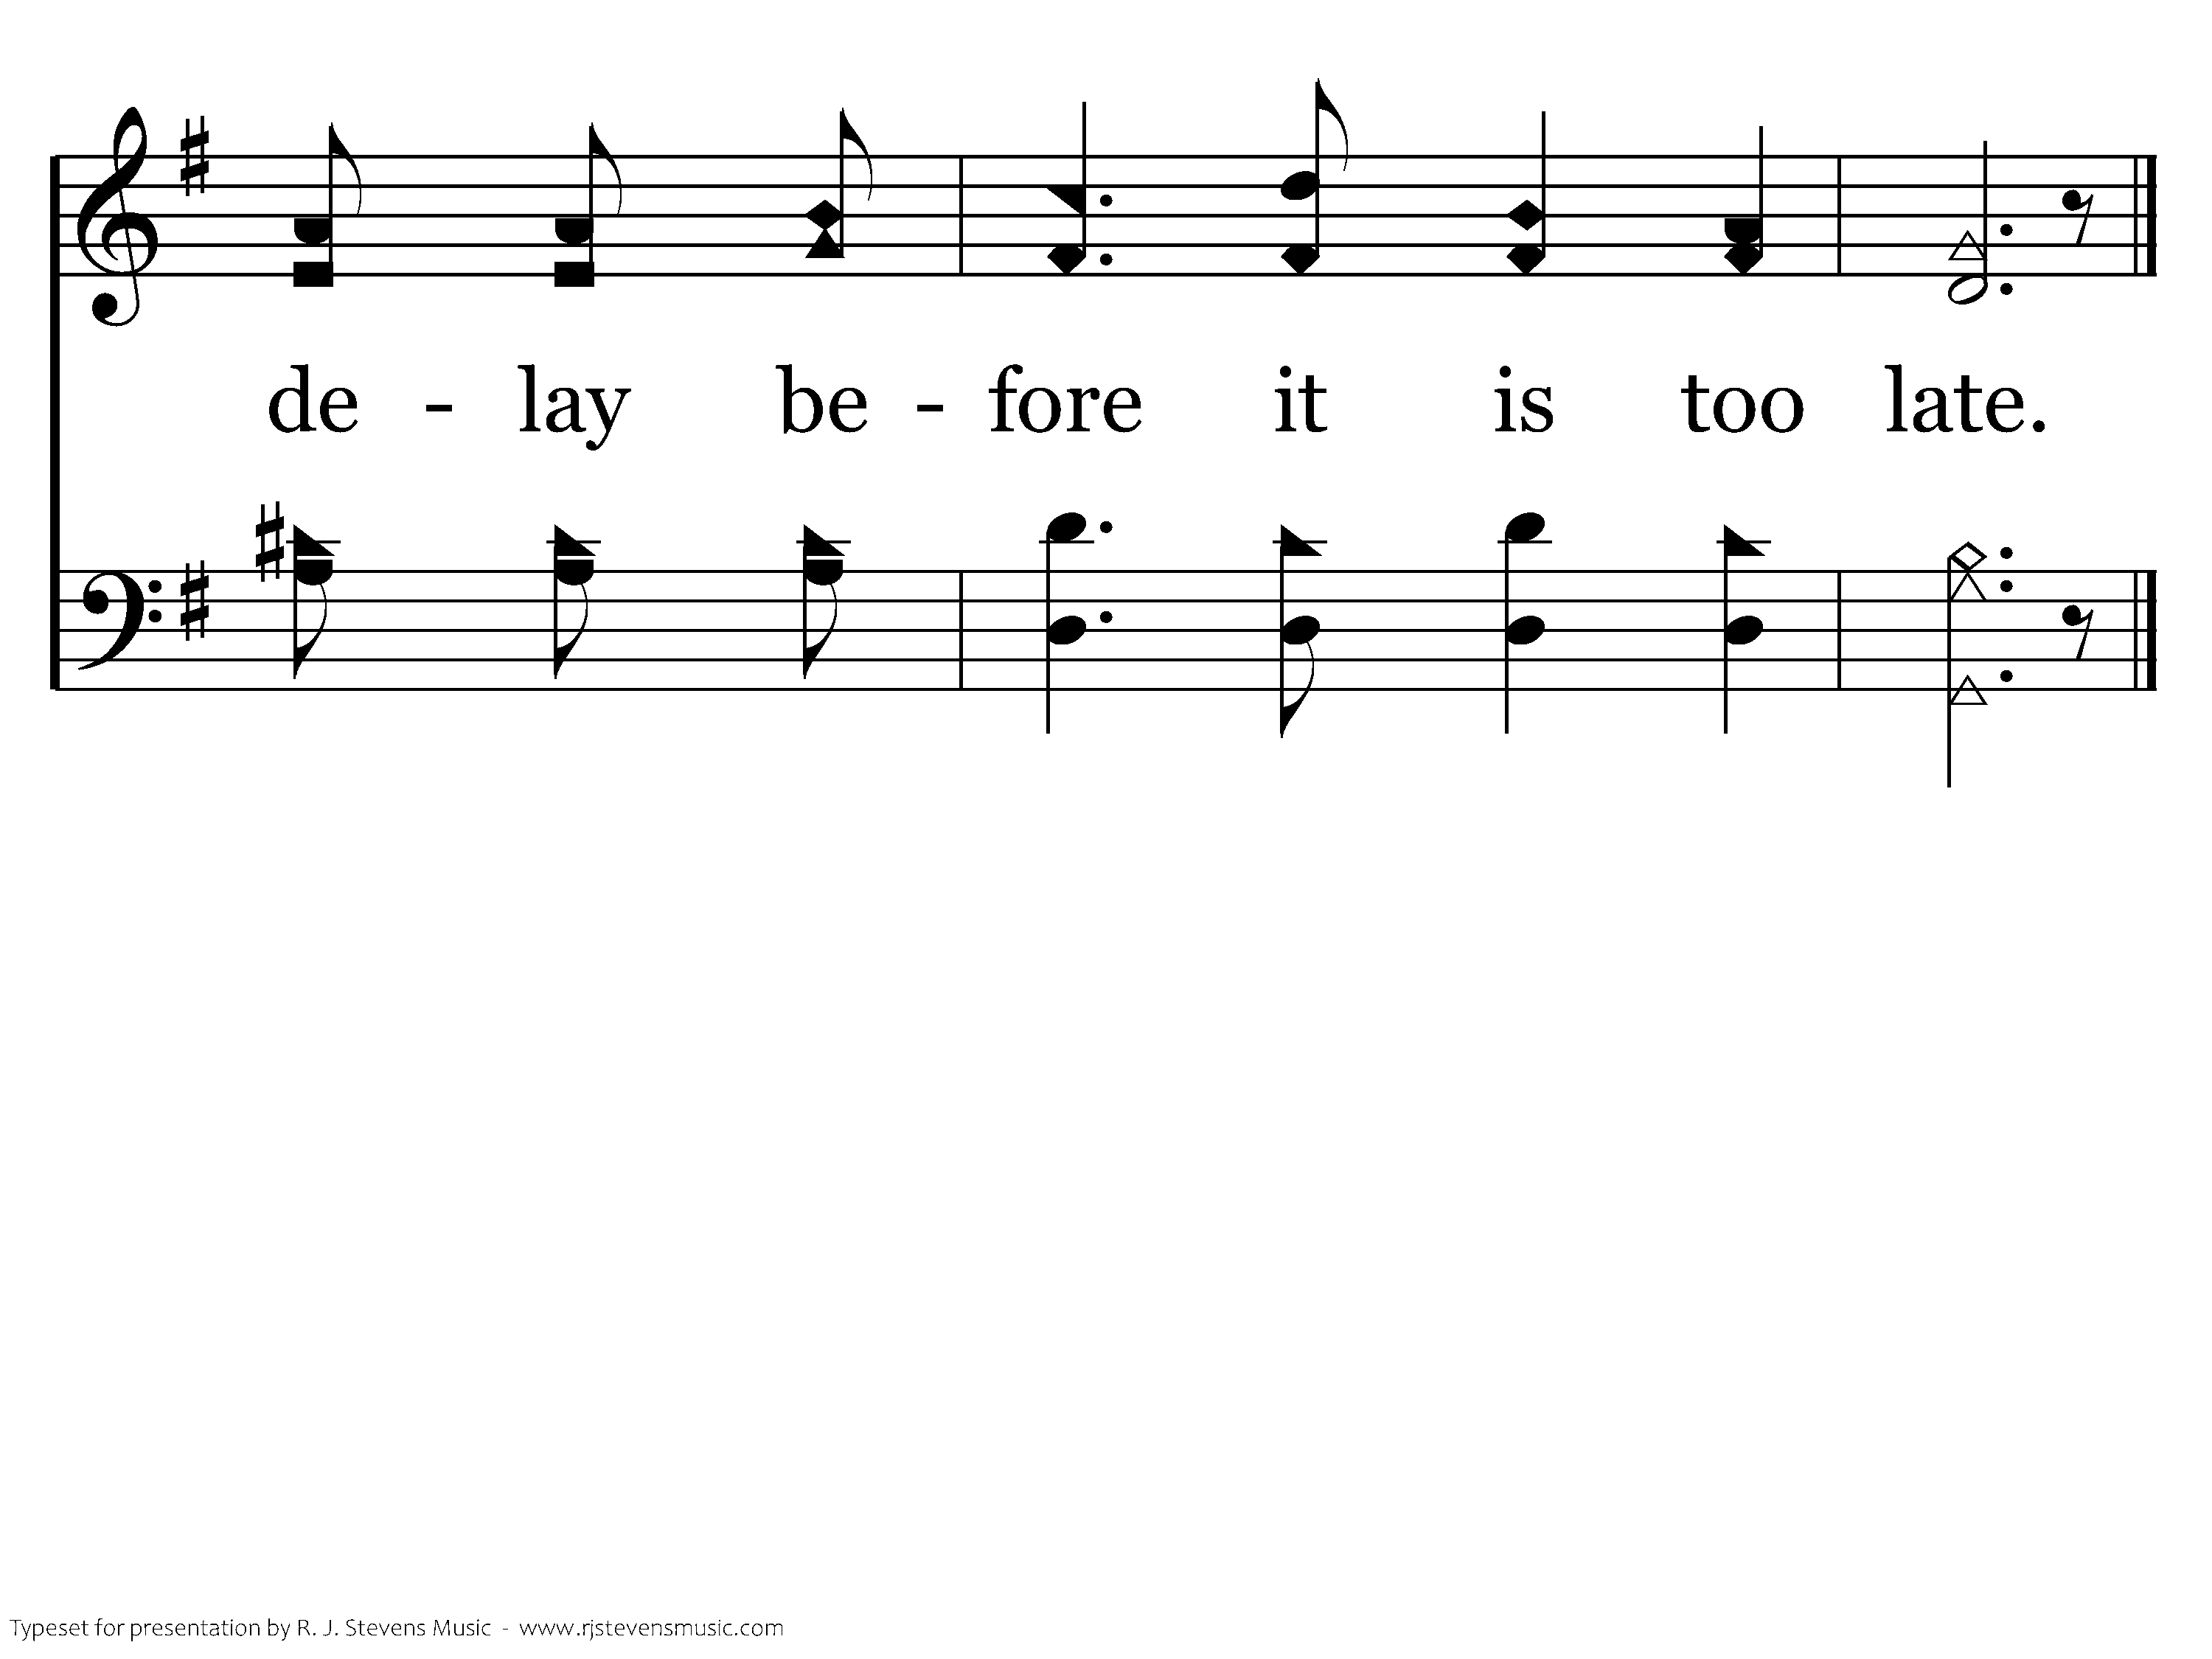 de - lay be - fore it is too late.
Typeset for presentation by R. J. Stevens Music - www.rjstevensmusic.com